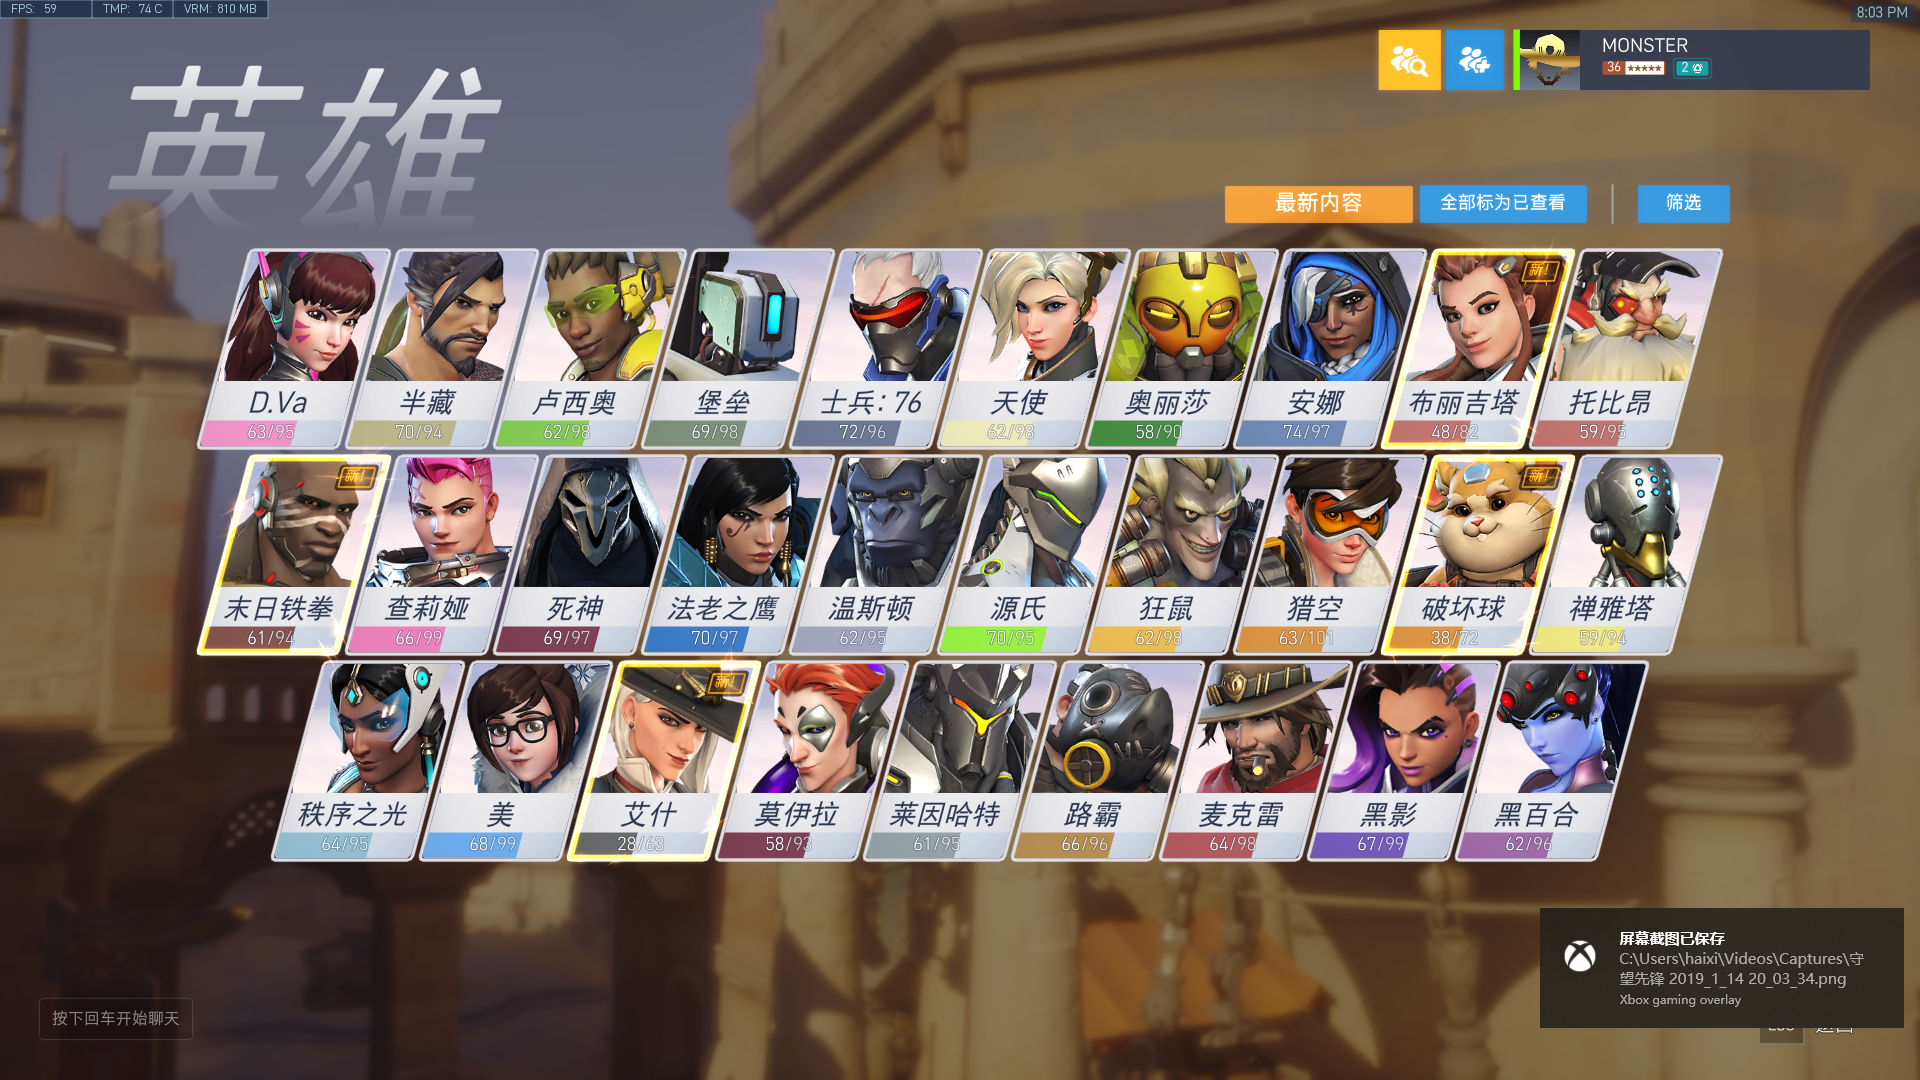 FPS: 59 TMP: 74 C VRM: 810 MB
8:03 PM
MONSTER
36 2
英雄
最新内容 全部标为已查看 筛选
新!
D.Va 半藏 卢西奥 堡垒 士兵:76 天使 奥丽莎 安娜 布丽吉塔 托比昂
63/95 70/94 62/98 69/98 72/96 62/98 58/90 74/97 48/82 59/95
新! 新!
末日铁拳 查莉娅 死神 法老之鹰 温斯顿 源氏 狂鼠 猎空 破坏球 禅雅塔
61/94 66/99 69/97 70/97 62/95 70/95 62/98 63/101 38/72 59/94
新!
秩序之光 美 艾什 莫伊拉 莱因哈特 路霸 麦克雷 黑影 黑百合
64/95 68/99 28/63 58/93 61/95 66/96 64/98 67/99 62/96
屏幕截图已保存
C:\Users\haixi\Videos\Captures\守
望先锋 2019_1_14 20_03_34.png
Xbox gaming overlay
按下回车开始聊天